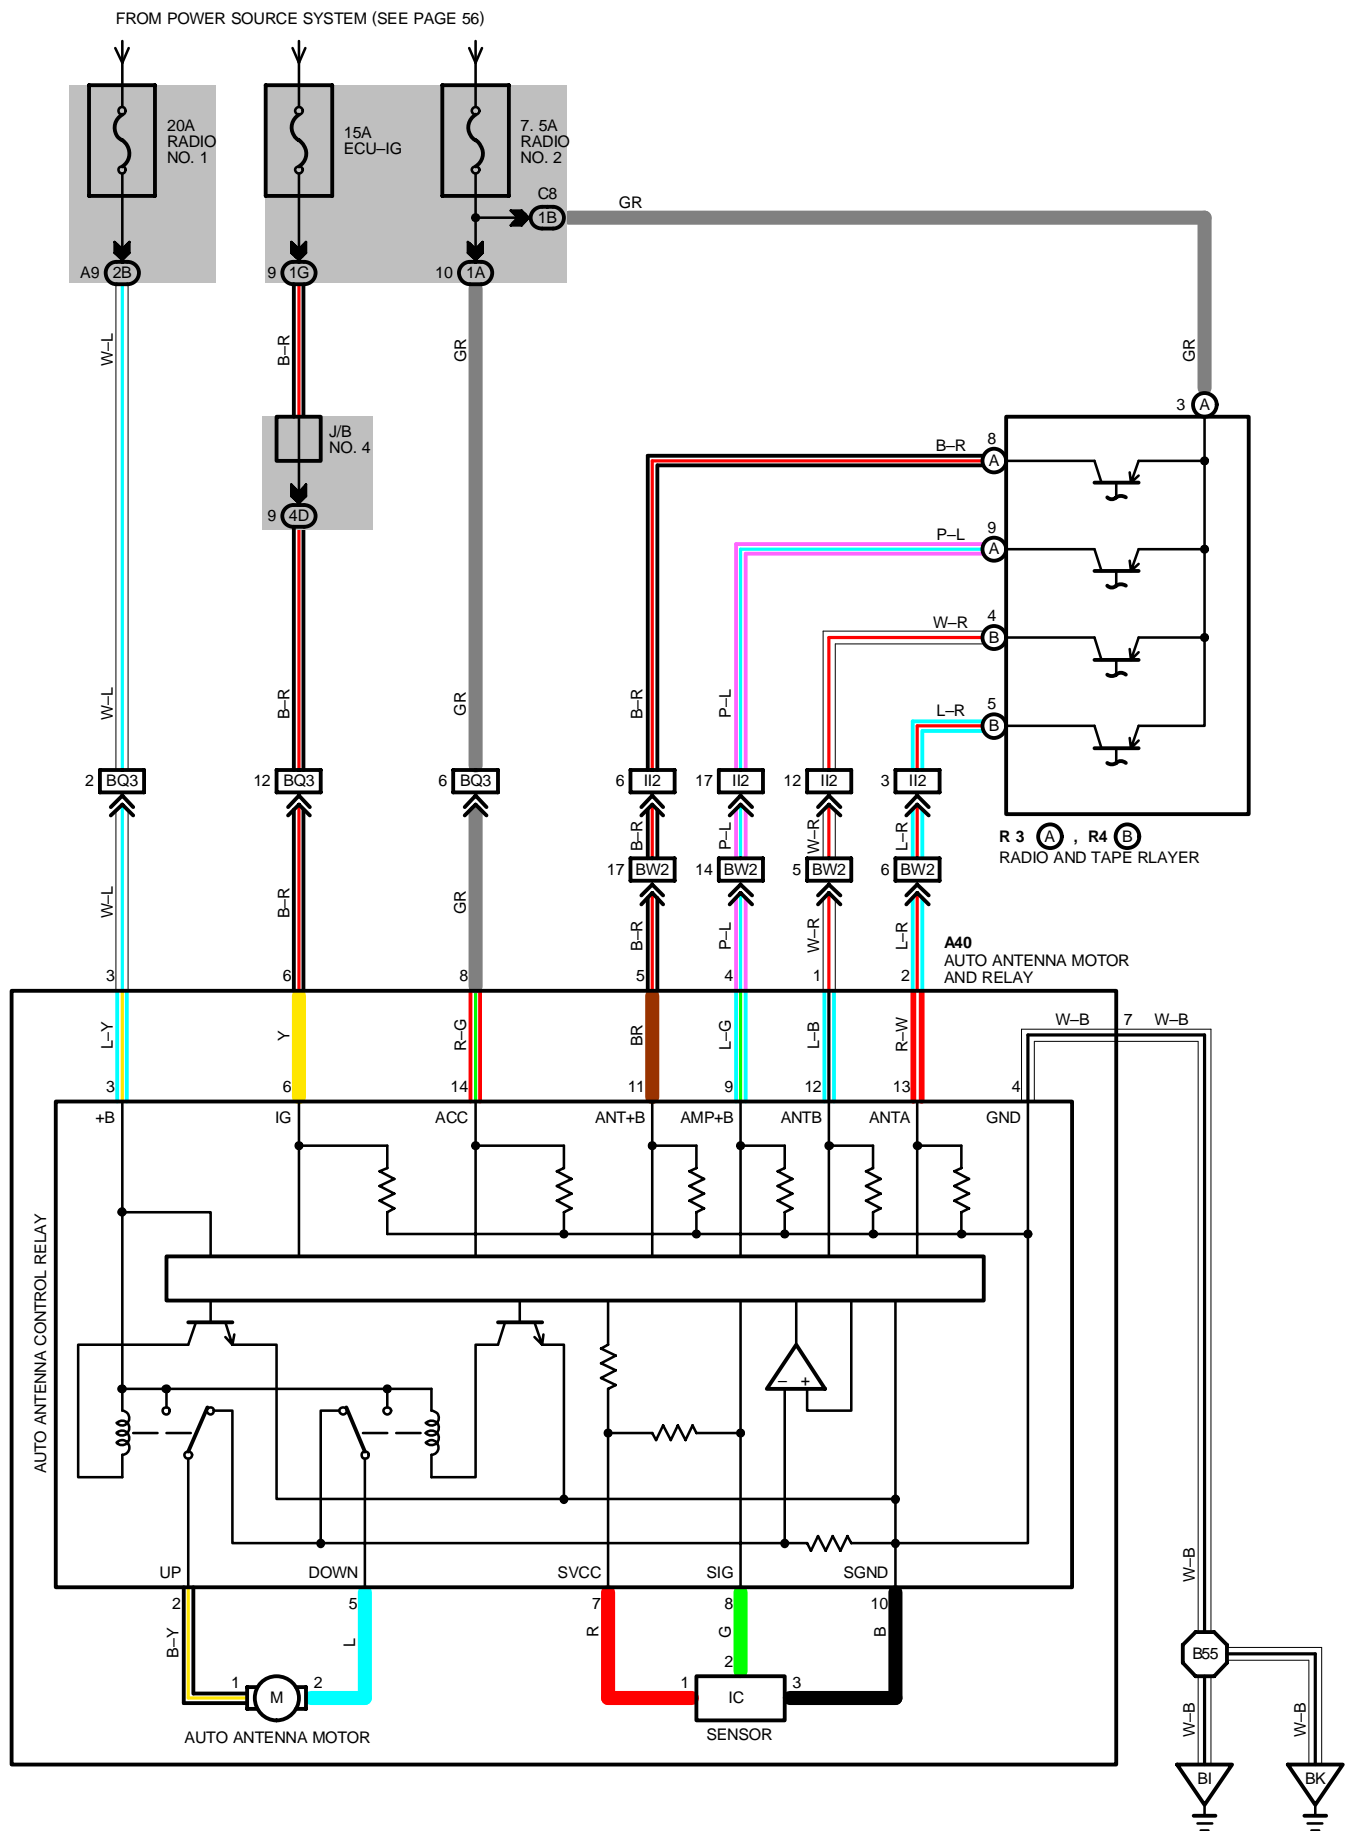 FROM POWER SOURCE SYSTEM (SEE PAGE 56)
20A
RADIO
NO. 1
15A
ECU–IG
7. 5A
RADIO
NO. 2
C8
1B
GR
A9 2B
9 1G
10 1A
W–L
B–R
GR
GR
J/B
NO. 4
9 4D
3 A
B–R
8
A
P–L
9
A
W–R
4
B
L–R
5
B
W–L
B–R
GR
B–R
P–L
2 BQ3
12 BQ3
6 BQ3
6 II2
17 II2
12 II2
3 II2
B–R
P–L
W–R
L–R
R 3 A , R4 B
RADIO AND TAPE RLAYER
17 BW2
14 BW2
5 BW2
6 BW2
W–L
B–R
GR
B–R
P–L
W–R
L–R
A40
AUTO ANTENNA MOTOR
AND RELAY
3
6
8
5
4
1
2
L–Y
Y
R–G
BR
L–G
L–B
R–W
W–B
7
W–B
3
6
14
11
9
12
13
4
+B
IG
ACC
ANT+B
AMP+B
ANTB
ANTA
GND
AUTO ANTENNA CONTROL RELAY
– +
UP
DOWN
SVCC
SIG
SGND
2
5
7
8
10
B–Y
L
R
G
B
W–B
1
M
2
1
2
IC
3
AUTO ANTENNA MOTOR
SENSOR
B55
W–B
W–B
BI
BK